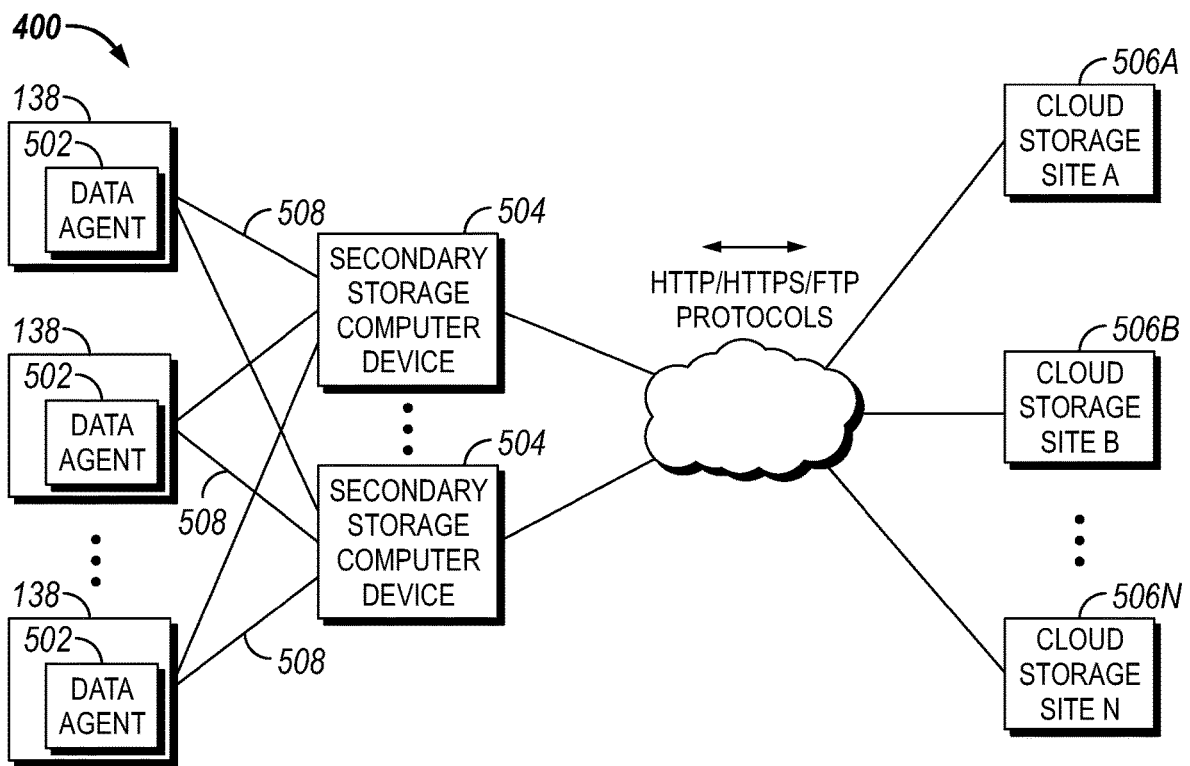 400
138
502
DATA
AGENT
508
504
SECONDARY
STORAGE
COMPUTER
DEVICE
HTTP/HTTPS/FTP
PROTOCOLS
506A
CLOUD
STORAGE
SITE A
138
502
DATA
AGENT
508
504
SECONDARY
STORAGE
COMPUTER
DEVICE
506B
CLOUD
STORAGE
SITE B
138
502
DATA
AGENT
508
506N
CLOUD
STORAGE
SITE N